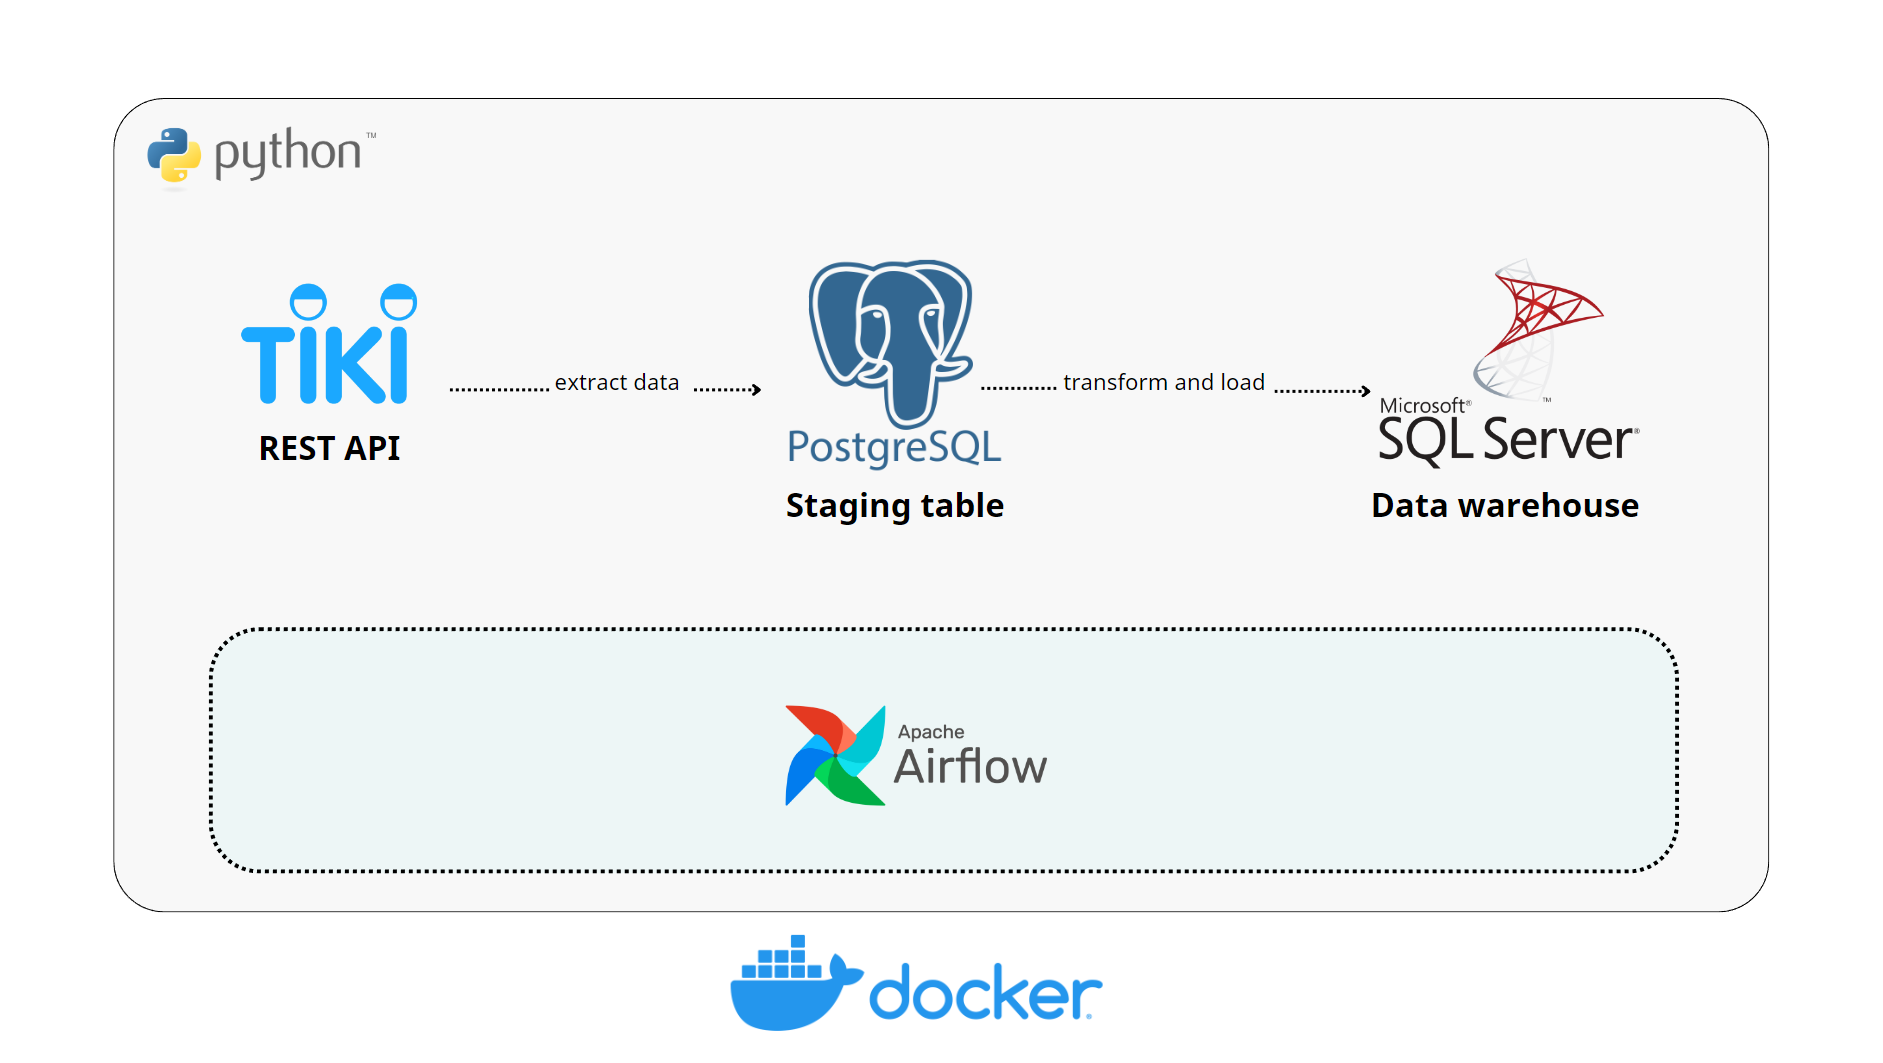 python™
TIKI
REST API
extract data
PostgreSQL
Staging table
transform and load
™
Microsoft®
SQL Server®
Data warehouse
Apache
Airflow
docker